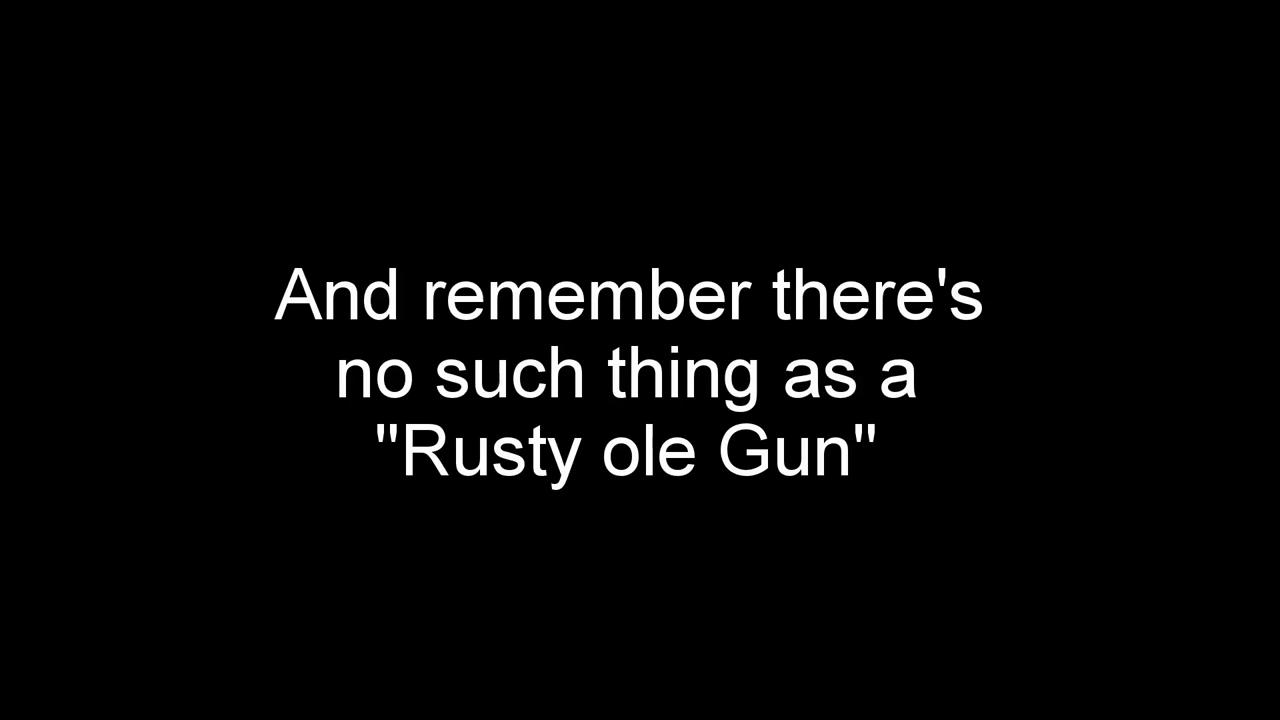 And remember there's
no such thing as a
"Rusty ole Gun"